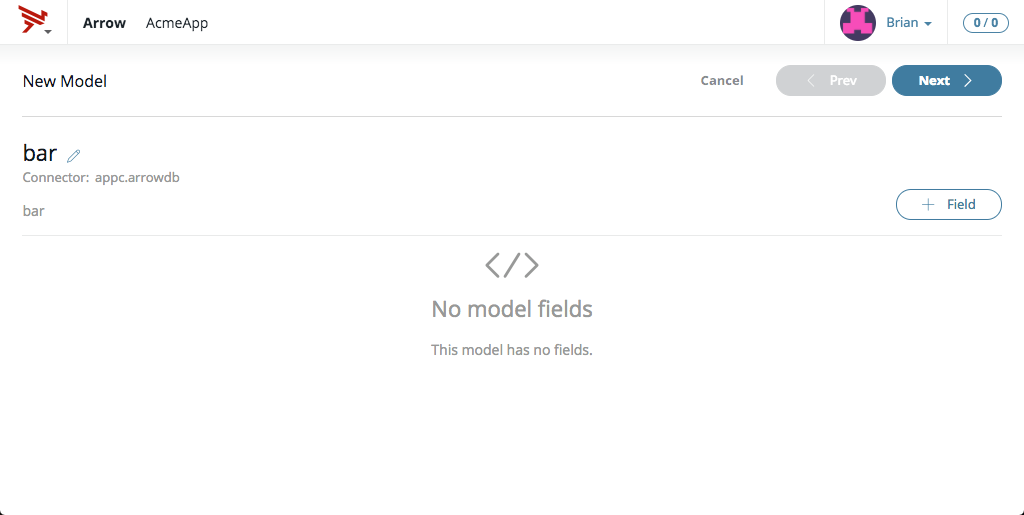 Arrow AcmeApp Brian 0 / 0
New Model Cancel Prev Next
bar
Connector: appc.arrowdb
bar
+ Field
</>
No model fields
This model has no fields.